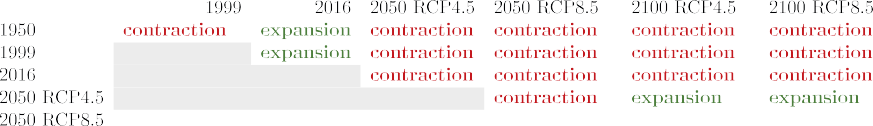 1999 2016 2050 RCP4.5 2050 RCP8.5 2100 RCP4.5 2100 RCP8.5
1950 contraction expansion contraction contraction contraction contraction
1999 expansion contraction contraction contraction contraction
2016 contraction contraction contraction contraction
2050 RCP4.5 contraction expansion expansion
2050 RCP8.5